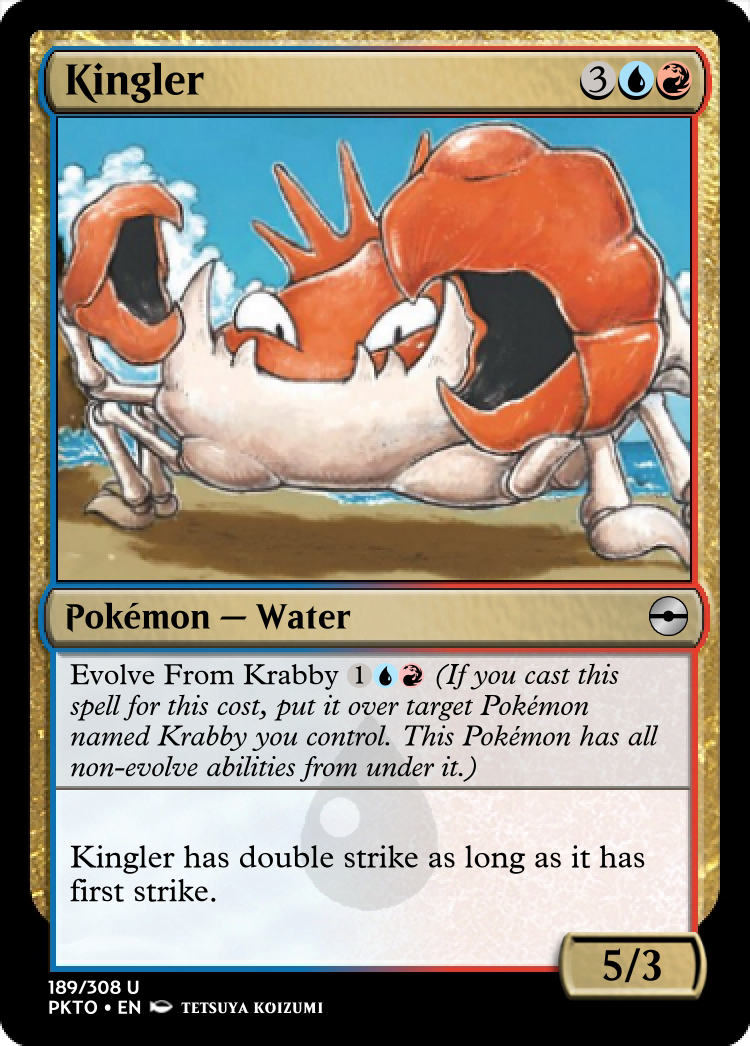 Kingler 3
Pokémon — Water
Evolve From Krabby 1 (If you cast this
spell for this cost, put it over target Pokémon
named Krabby you control. This Pokémon has all
non-evolve abilities from under it.)
Kingler has double strike as long as it has
first strike.
5/3
189/308 U
PKTO • EN TETSUYA KOIZUMI